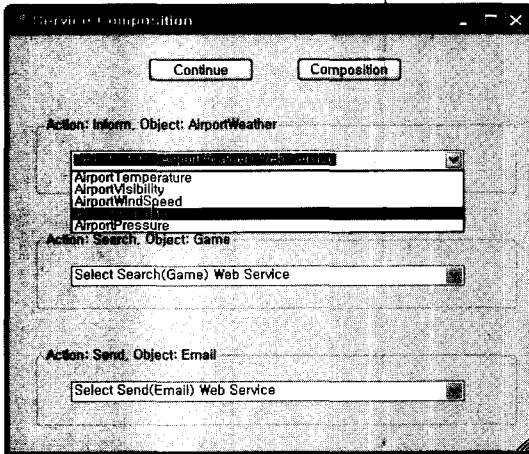 Service Composition
Continue
Composition
Action: Inform, Object: AirportWeather
AirportTemperature
AirportVisibility
AirportWindSpeed
AirportPressure
Action: Search, Object: Game
Select Search(Game) Web Service
Action: Send, Object: Email
Select Send(Email) Web Service